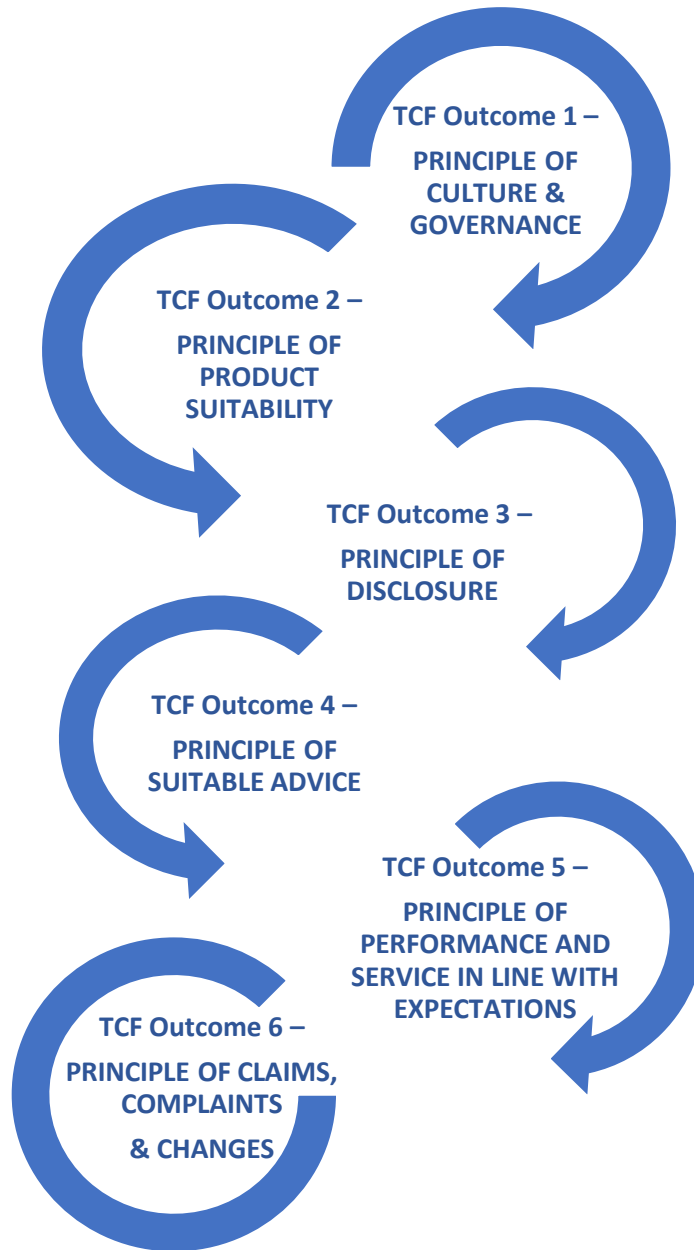 TCF Outcome 1 –
PRINCIPLE OF
CULTURE &
GOVERNANCE
TCF Outcome 2 –
PRINCIPLE OF
PRODUCT
SUITABILITY
TCF Outcome 3 –
PRINCIPLE OF
DISCLOSURE
TCF Outcome 4 –
PRINCIPLE OF
SUITABLE ADVICE
TCF Outcome 5 –
PRINCIPLE OF
PERFORMANCE AND
SERVICE IN LINE WITH
EXPECTATIONS
TCF Outcome 6 –
PRINCIPLE OF CLAIMS,
COMPLAINTS
& CHANGES